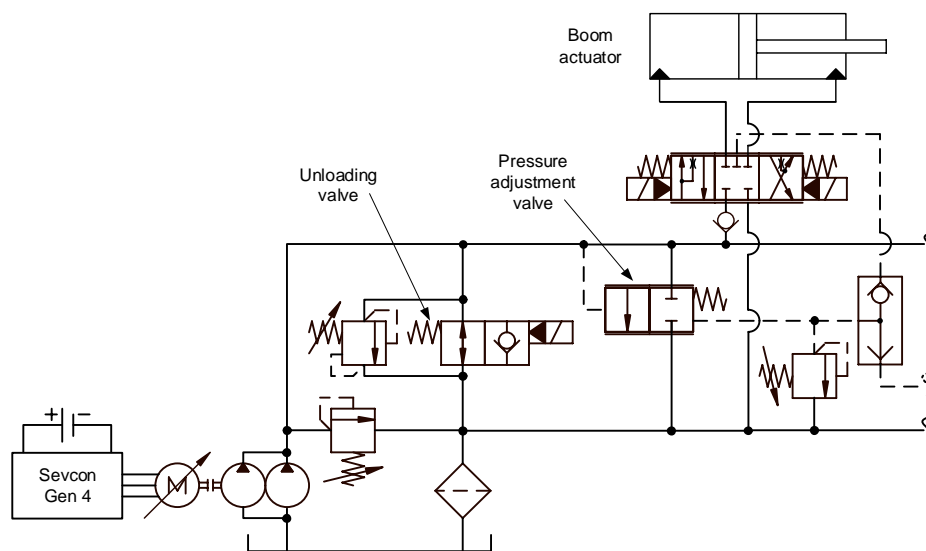 Boom
actuator
Pressure
adjustment
valve
Unloading
valve
+ −
Sevcon
Gen 4
M